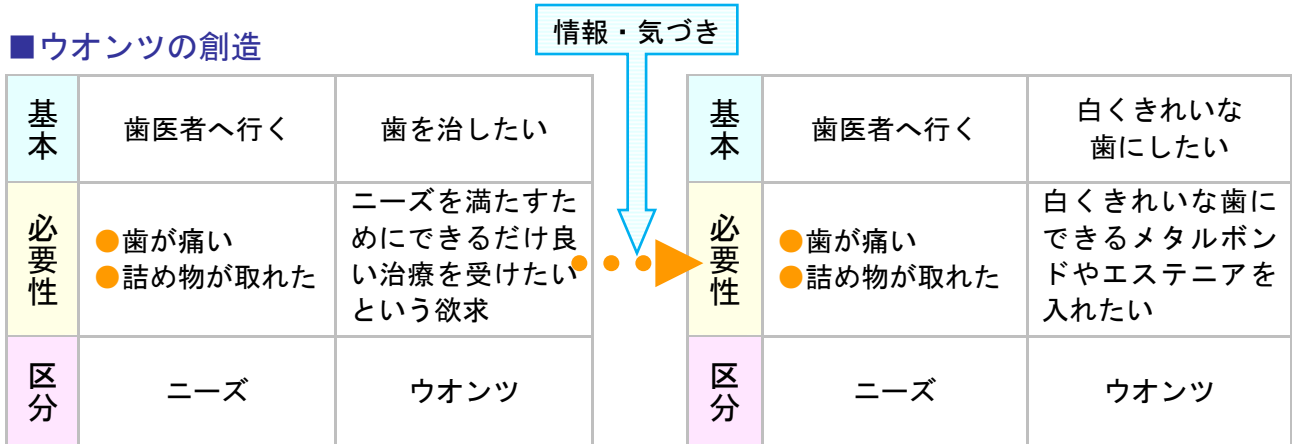 ■ウオンツの創造
情報・気づき
基本
歯医者へ行く
歯を治したい
必要性
●歯が痛い
●詰め物が取れた
ニーズを満たすた
めにできるだけ良
い治療を受けたい
という欲求
区分
ニーズ
ウオンツ
基本
歯医者へ行く
白くきれいな
歯にしたい
必要性
●歯が痛い
●詰め物が取れた
白くきれいな歯に
できるメタルボン
ドやエステニアを
入れたい
区分
ニーズ
ウオンツ